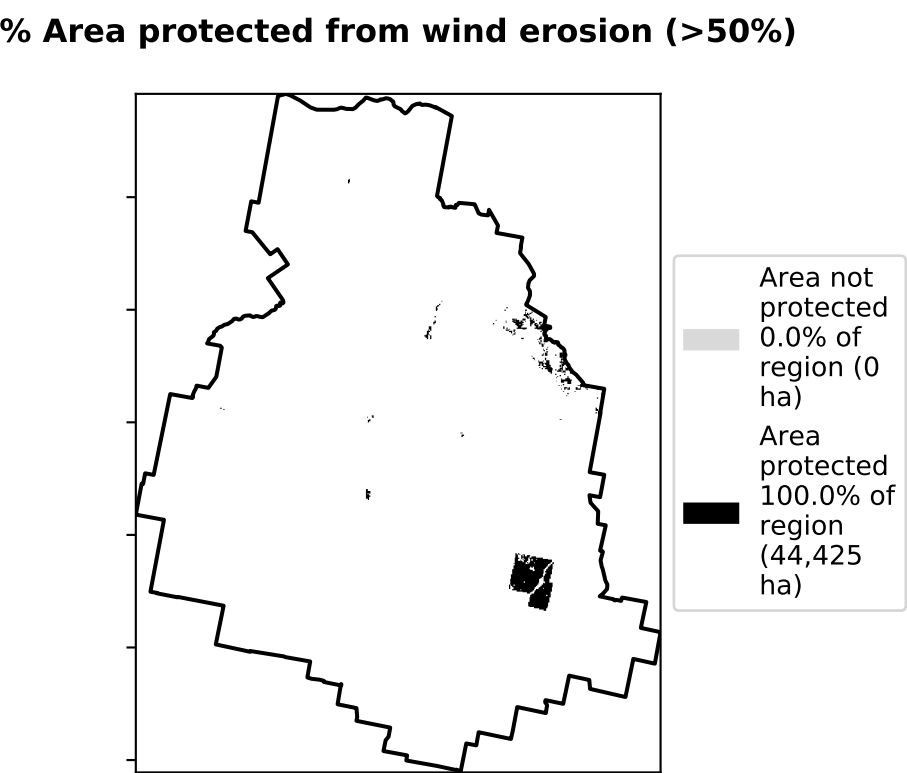 % Area protected from wind erosion (>50%)
Area not
protected
0.0% of
region (0
ha)
Area
protected
100.0% of
region
(44,425
ha)